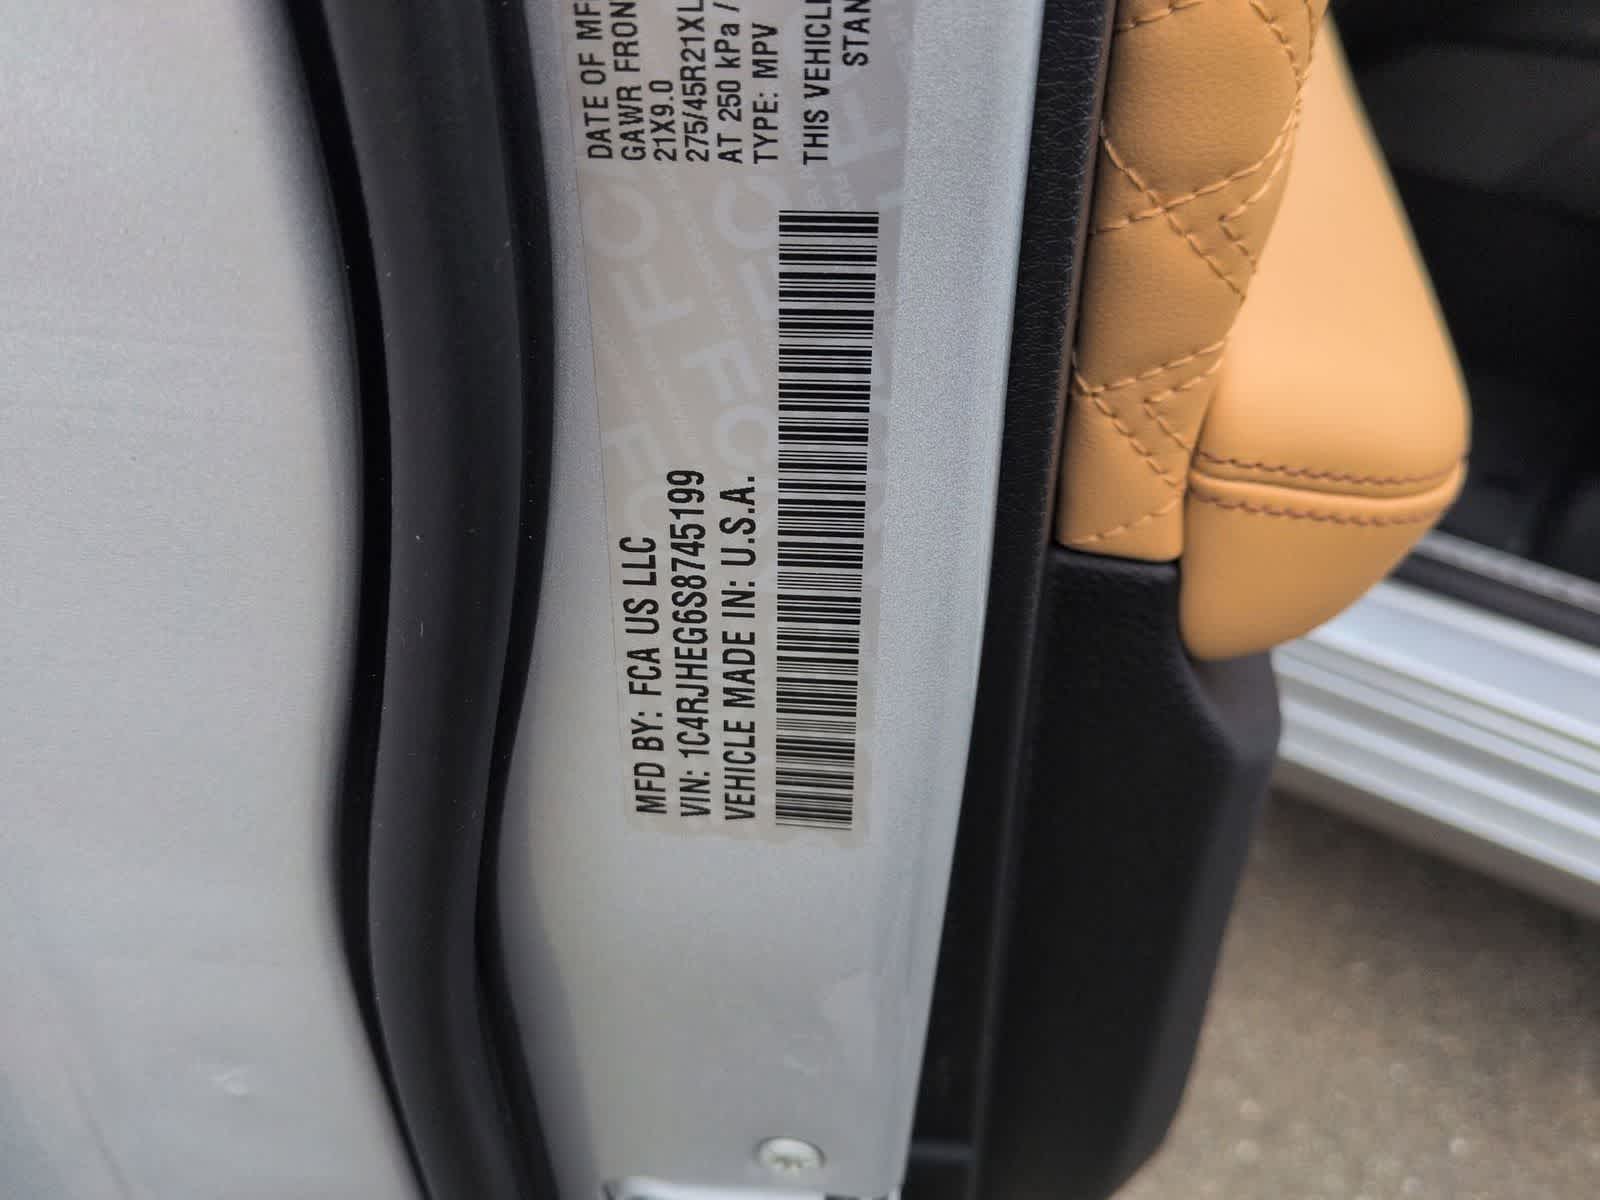 MFD BY: FCA US LLC
VIN: 1C4RJHEG6S8745199
VEHICLE MADE IN: U.S.A.
DATE OF MF
GAWR FRON
21X9.0
275/45R21XL
AT 250 kPa /
TYPE: MPV
THIS VEHICLE
STAN